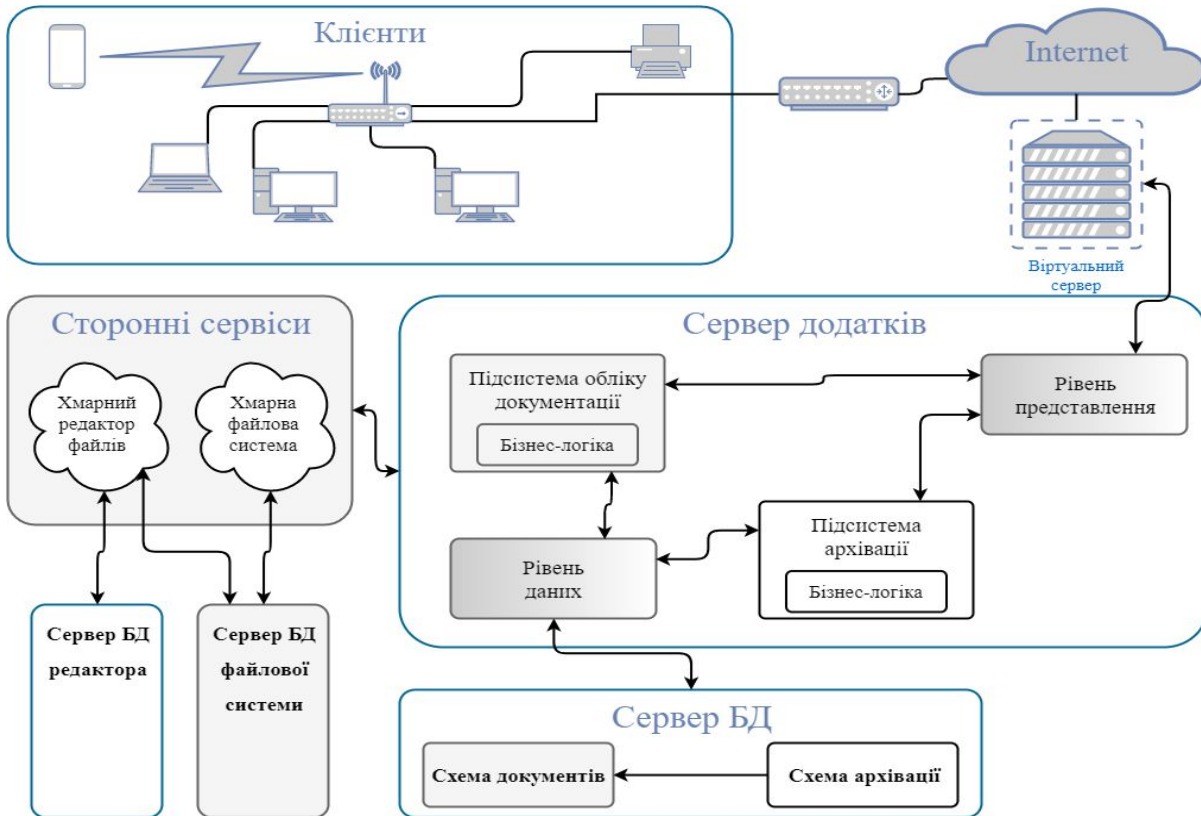 Клієнти
Internet
Віртуальний
сервер
Сторонні сервіси
Хмарний
редактор
файлів
Хмарна
файлова
система
Сервер додатків
Підсистема обліку
документації
Бізнес-логіка
Рівень
представлення
Підсистема
архівації
Бізнес-логіка
Рівень
даних
Сервер БД
редактора
Сервер БД
файлової
системи
Сервер БД
Схема документів
Схема архівації